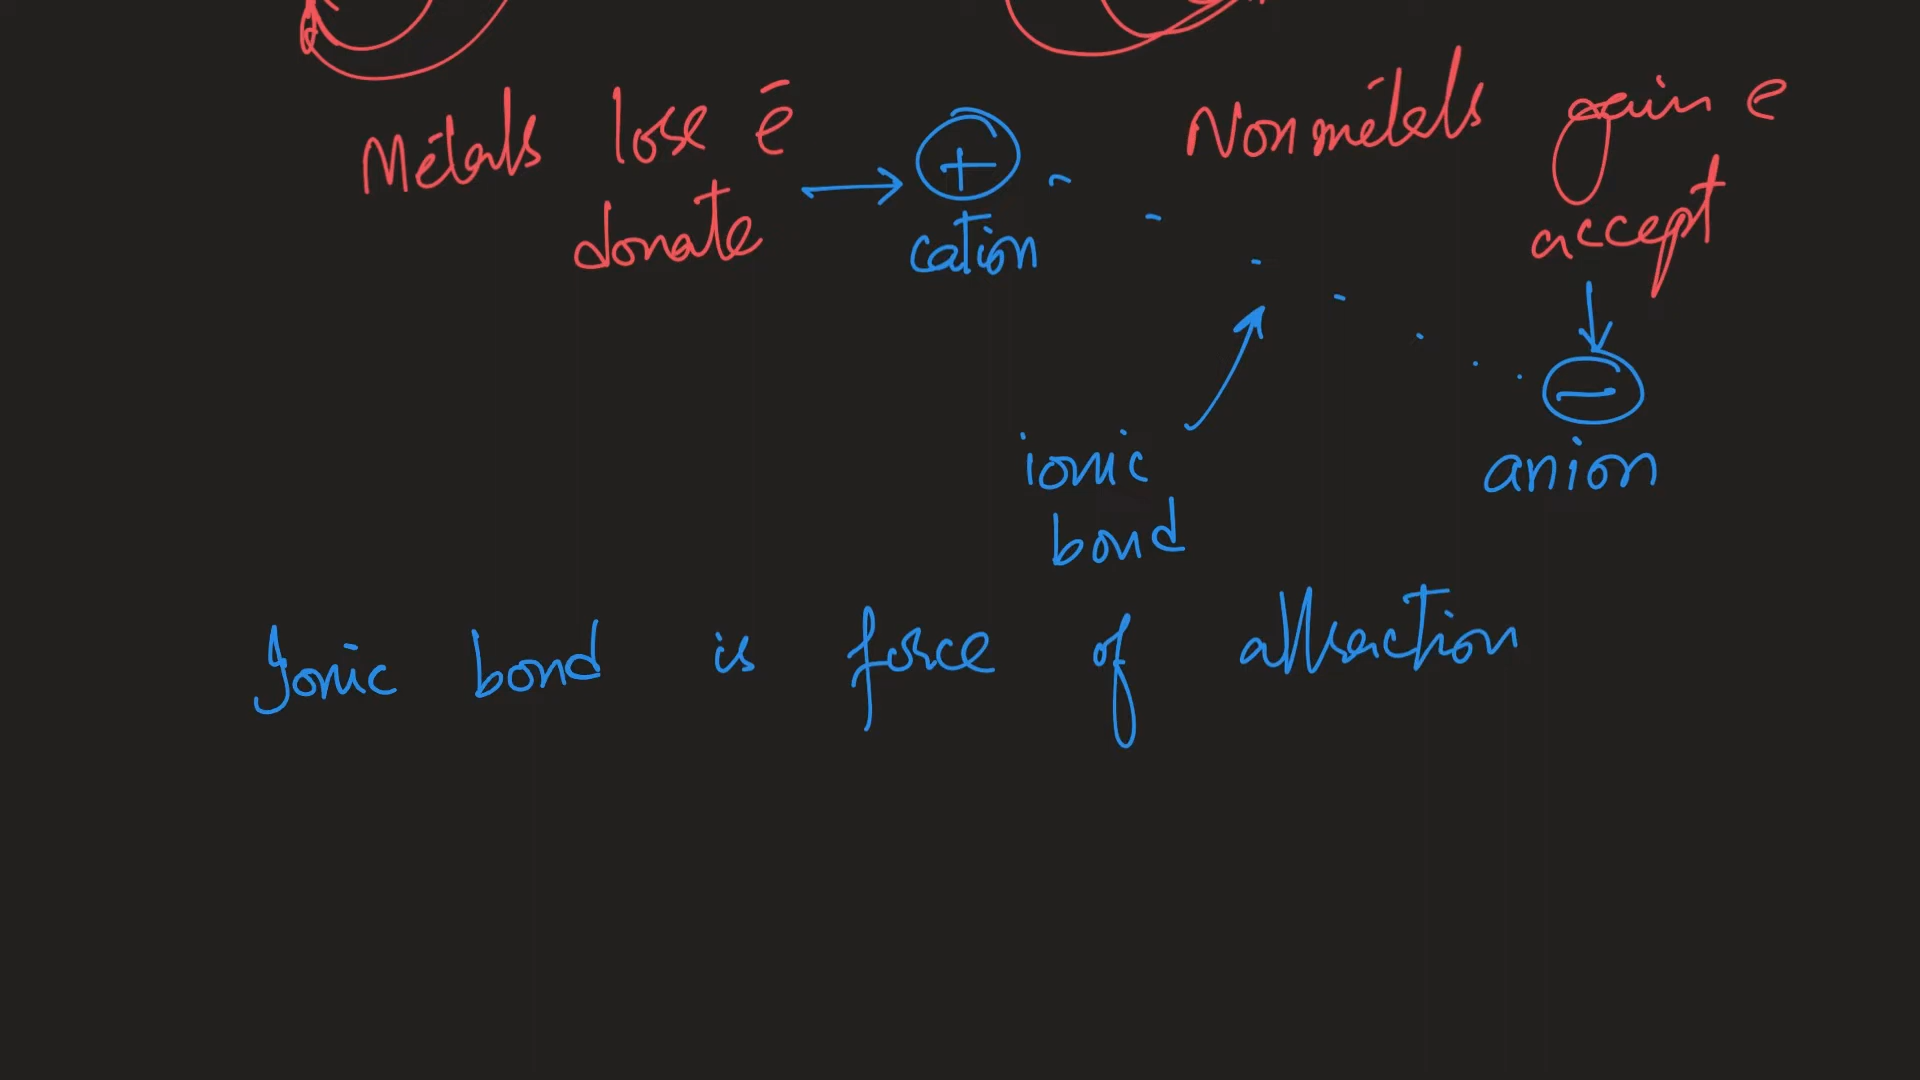 Metals lose ē
donate
+
cation
Nonmetals gain e
accept
−
anion
ionic
bond
Ionic bond is force of attraction